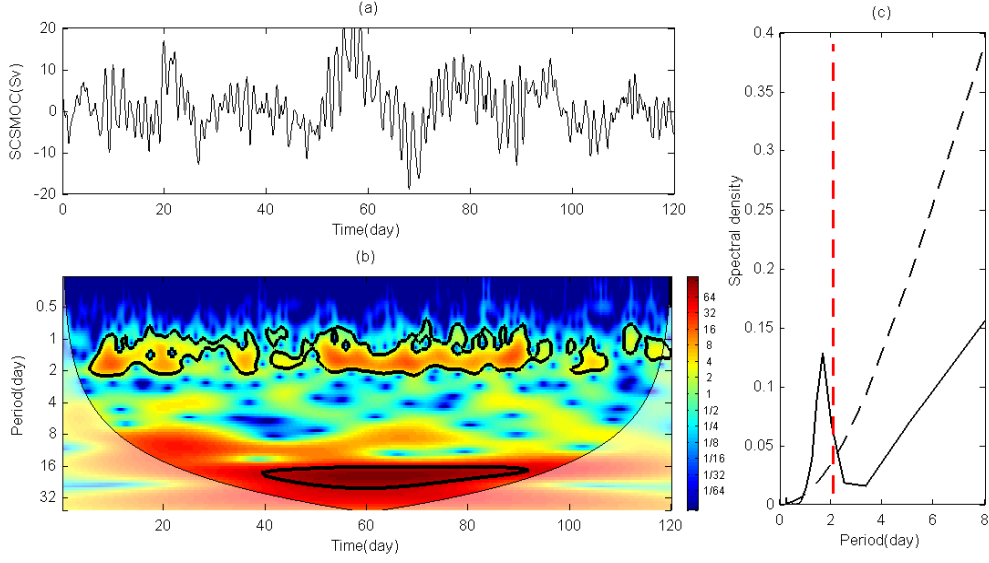 (a)
SCSMOC(Sv)
20
10
0
-10
-20
0 20 40 60 80 100 120
Time(day)
(b)
Period(day)
0.5
1
2
4
8
16
32
20 40 60 80 100 120
Time(day)
64
32
16
8
4
2
1
1/2
1/4
1/8
1/16
1/32
1/64
(c)
Spectral density
0.4
0.35
0.3
0.25
0.2
0.15
0.1
0.05
0
0 2 4 6 8
Period(day)